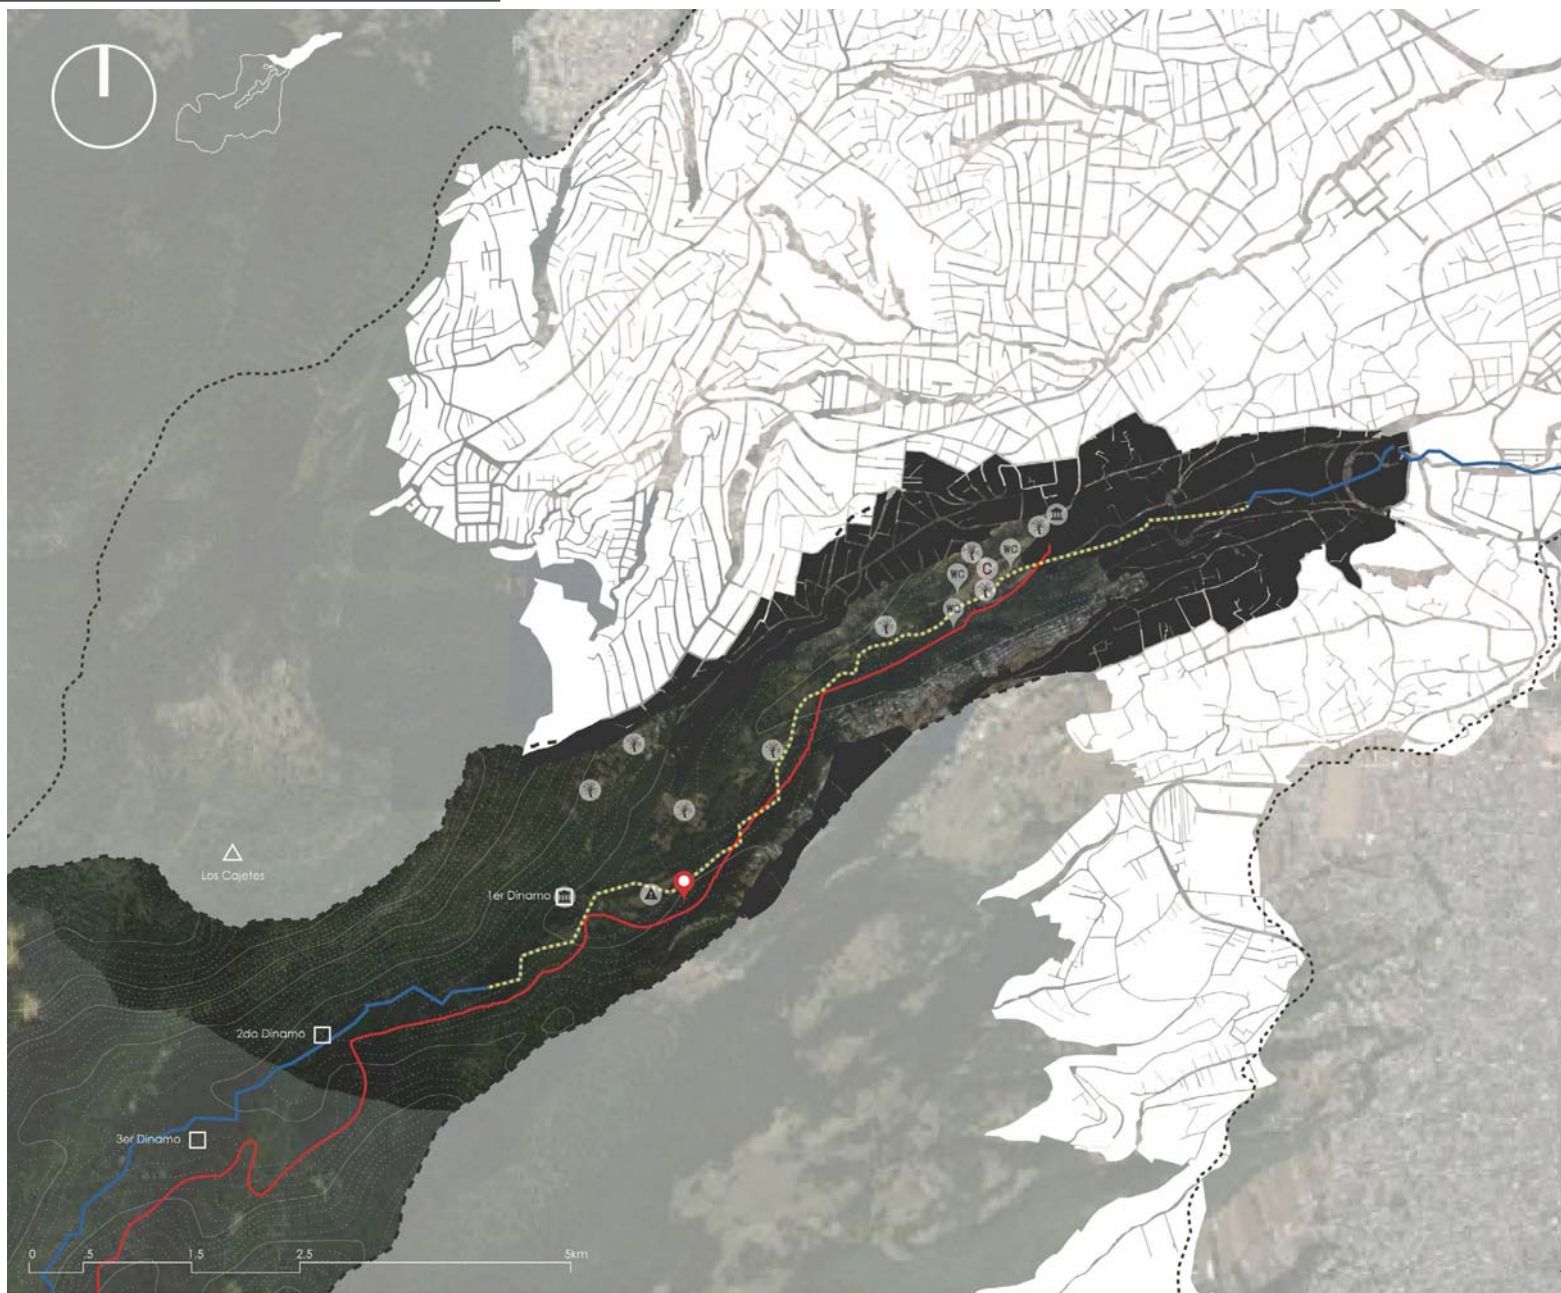 WC
C
WC
WC
Los Cajetes
1er Dinamo
2do Dinamo
3er Dinamo
0 .5 1.5 2.5 5km